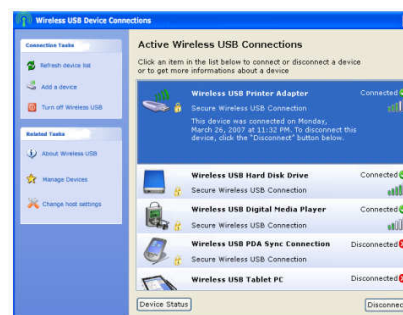 Wireless USB Device Connections
Connection Tasks
Refresh device list
Add a device
Turn off Wireless USB
Related Tasks
About Wireless USB
Manage Devices
Change host settings
Active Wireless USB Connections
Click an item in the list below to connect or disconnect a device
or to get more informations about a device
Wireless USB Printer Adapter Connected
Secure Wireless USB Connection
This device was connected on Monday,
March 26, 2007 at 11:32 PM. To disconnect this
device, click the "Disconnect" button below.
Wireless USB Hard Disk Drive Connected
Secure Wireless USB Connection
Wireless USB Digital Media Player Connected
Secure Wireless USB Connection
Wireless USB PDA Sync Connection Disconnected
Secure Wireless USB Connection
Wireless USB Tablet PC Disconnected
Device Status Disconnec